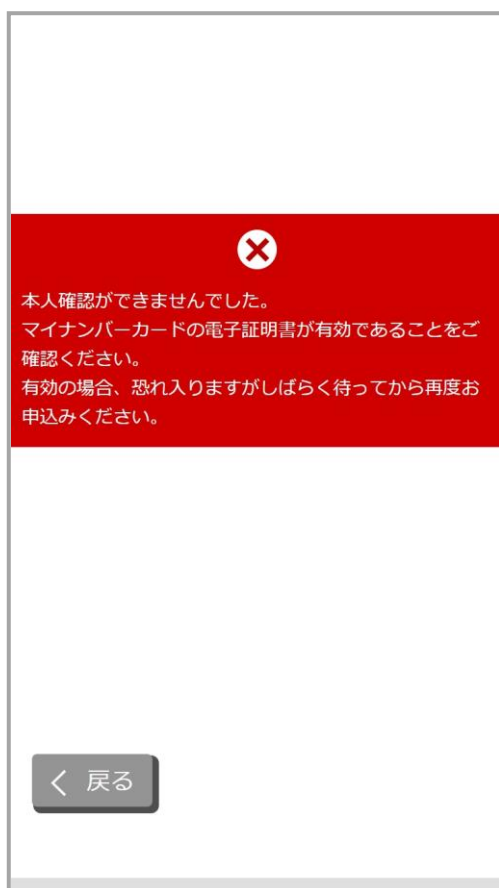 本人確認ができませんでした。
マイナンバーカードの電子証明書が有効であることをご
確認ください。
有効の場合、恐れ入りますがしばらく待ってから再度お
申込みください。
戻る